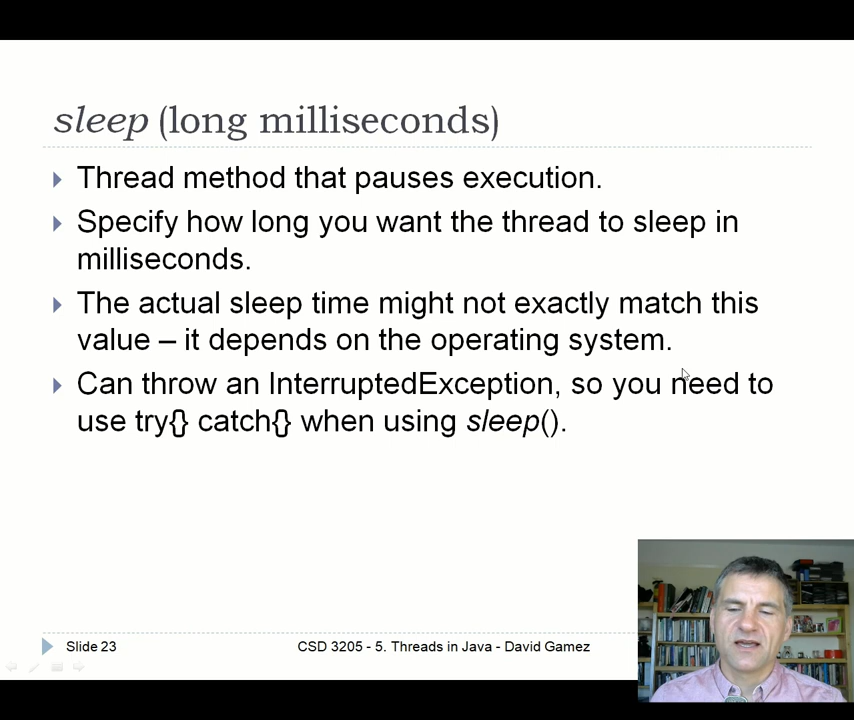 sleep (long milliseconds)
Thread method that pauses execution.
Specify how long you want the thread to sleep in
milliseconds.
The actual sleep time might not exactly match this
value – it depends on the operating system.
Can throw an InterruptedException, so you need to
use try{} catch{} when using sleep().
Slide 23
CSD 3205 - 5. Threads in Java - David Gamez